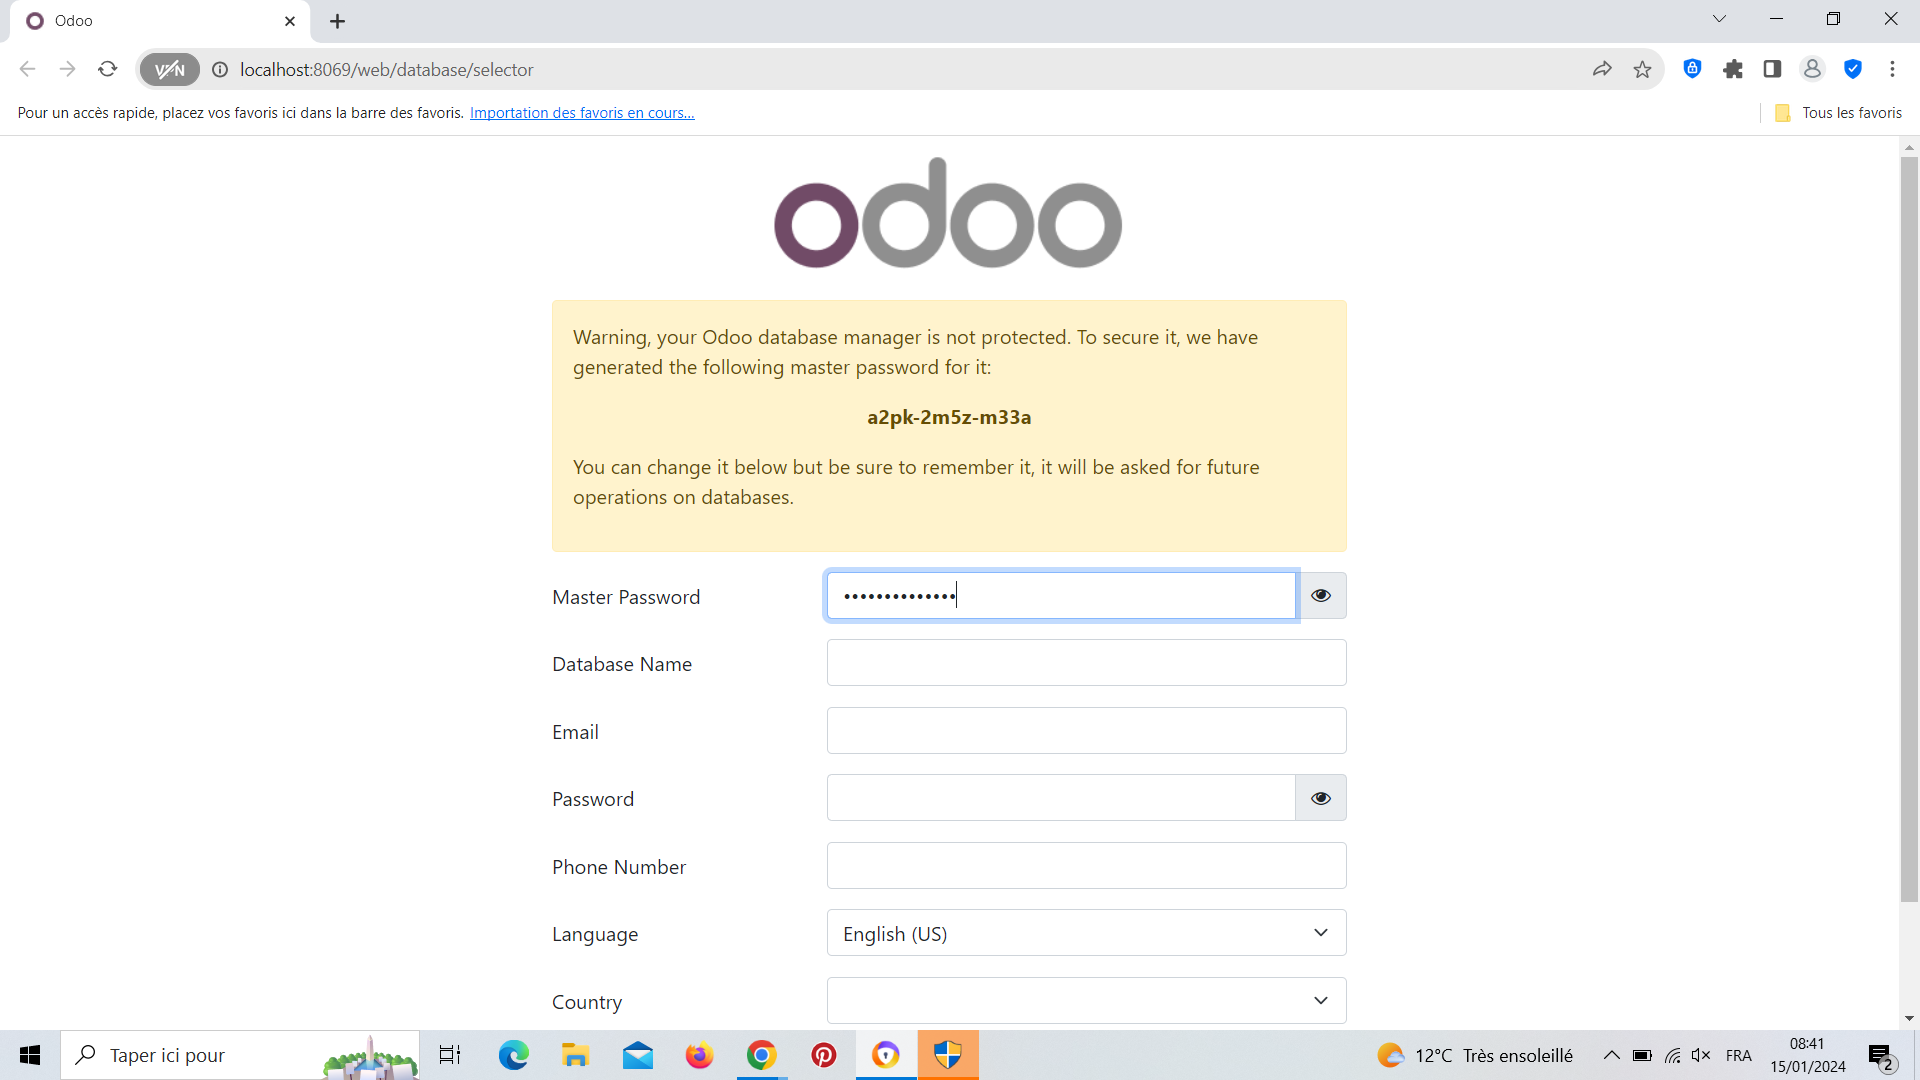 Odoo
VPN
localhost:8069/web/database/selector
Pour un accès rapide, placez vos favoris ici dans la barre des favoris. Importation des favoris en cours...
Tous les favoris
odoo
Warning, your Odoo database manager is not protected. To secure it, we have
generated the following master password for it:
a2pk-2m5z-m33a
You can change it below but be sure to remember it, it will be asked for future
operations on databases.
Master Password
••••••••••••••
Database Name
Email
Password
Phone Number
Language
English (US)
Country
Taper ici pour
12°C Très ensoleillé
FRA
08:41
15/01/2024
2